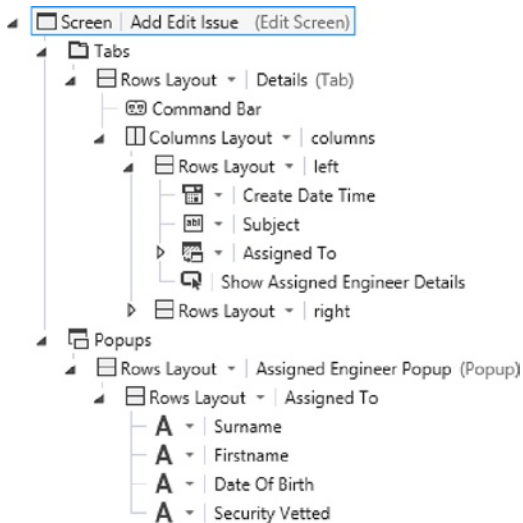 Screen | Add Edit Issue (Edit Screen)
Tabs
Rows Layout | Details (Tab)
Command Bar
Columns Layout | columns
Rows Layout | left
Create Date Time
abl | Subject
Assigned To
Show Assigned Engineer Details
Rows Layout | right
Popups
Rows Layout | Assigned Engineer Popup (Popup)
Rows Layout | Assigned To
A | Surname
A | Firstname
A | Date Of Birth
A | Security Vetted